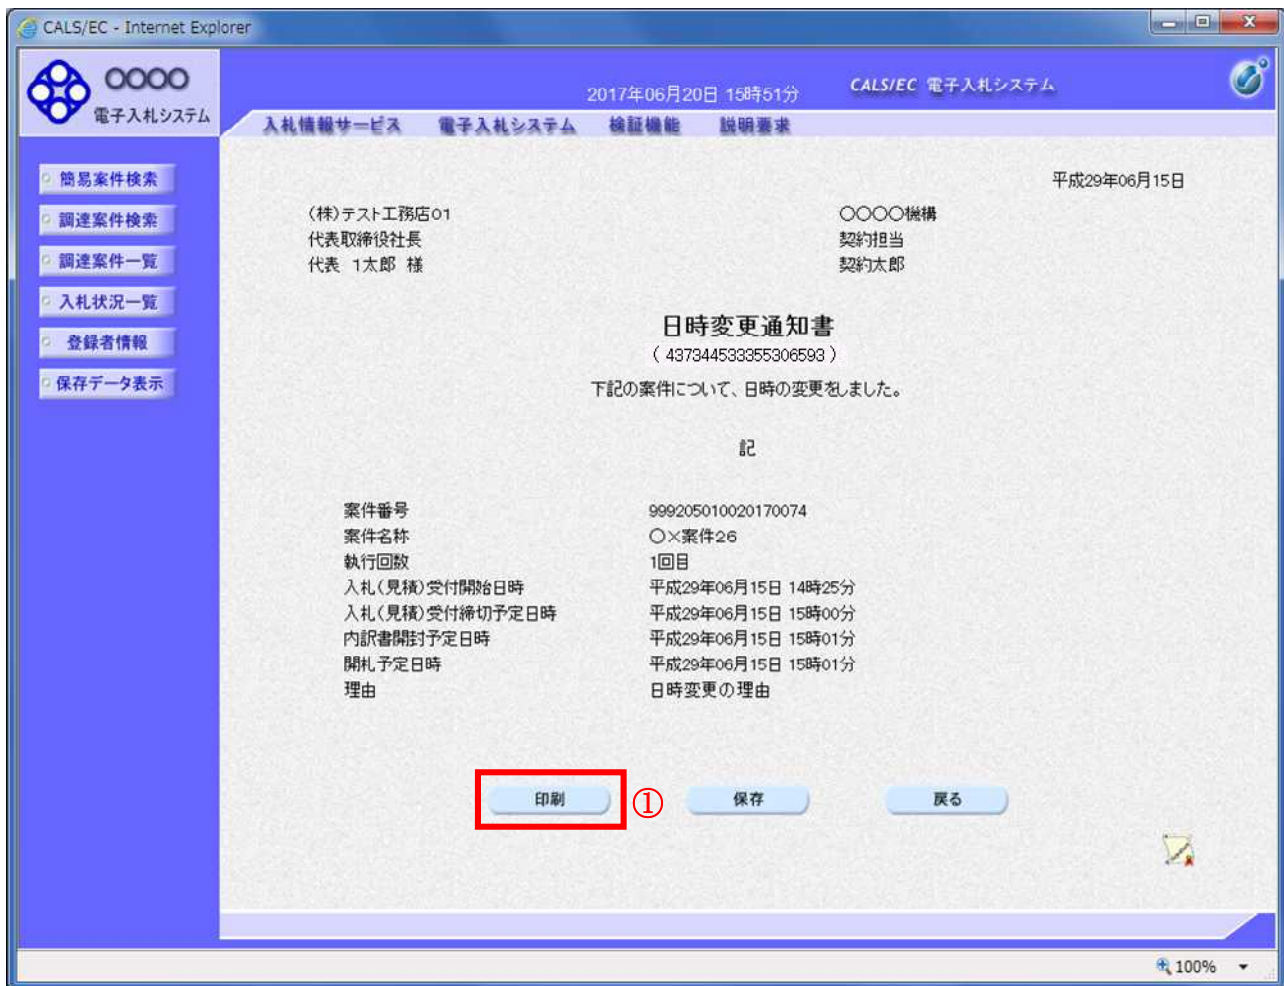 CALS/EC - Internet Explorer
○○○○
電子入札システム
2017年06月20日 15時51分
CALS/EC 電子入札システム
入札情報サービス 電子入札システム 検証機能 説明要求
簡易案件検索
調達案件検索
調達案件一覧
入札状況一覧
登録者情報
保存データ表示
平成29年06月15日
(株)テスト工務店01
代表取締役社長
代表 1太郎 様
○○○○機構
契約担当
契約太郎
日時変更通知書
( 437344533355306593 )
下記の案件について、日時の変更をしました。
記
案件番号 999205010020170074
案件名称 ○×案件26
執行回数 1回目
入札(見積)受付開始日時 平成29年06月15日 14時25分
入札(見積)受付締切予定日時 平成29年06月15日 15時00分
内訳書開封予定日時 平成29年06月15日 15時01分
開札予定日時 平成29年06月15日 15時01分
理由 日時変更の理由
印刷 ① 保存 戻る
100%